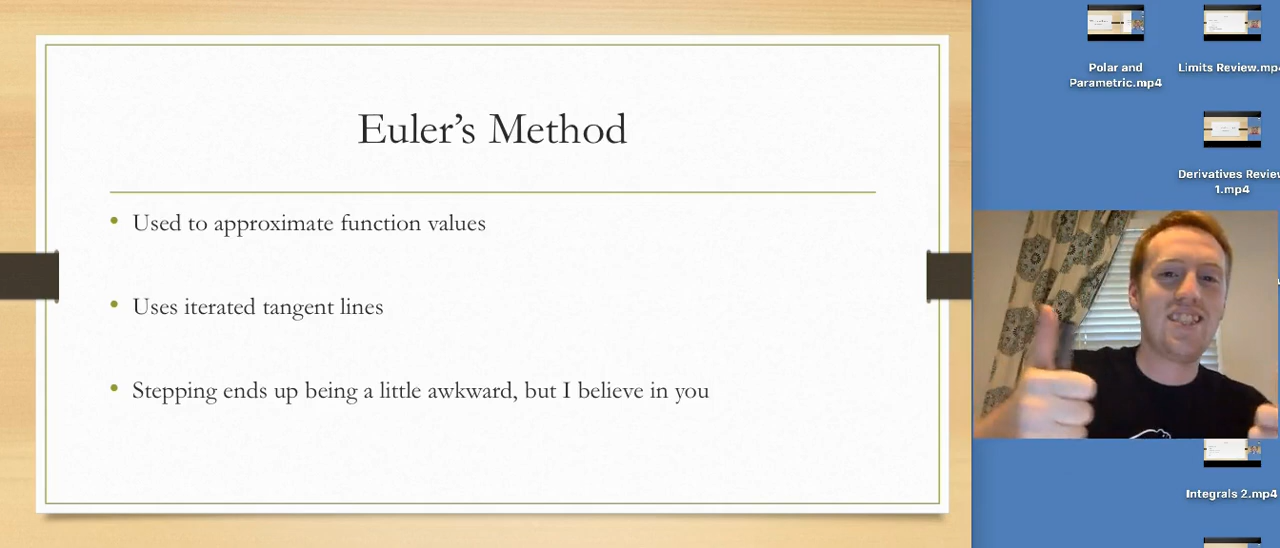 Euler's Method
Used to approximate function values
Uses iterated tangent lines
Stepping ends up being a little awkward, but I believe in you
Polar and
Parametric.mp4
Limits Review.mp4
Derivatives Review
1.mp4
Integrals 2.mp4